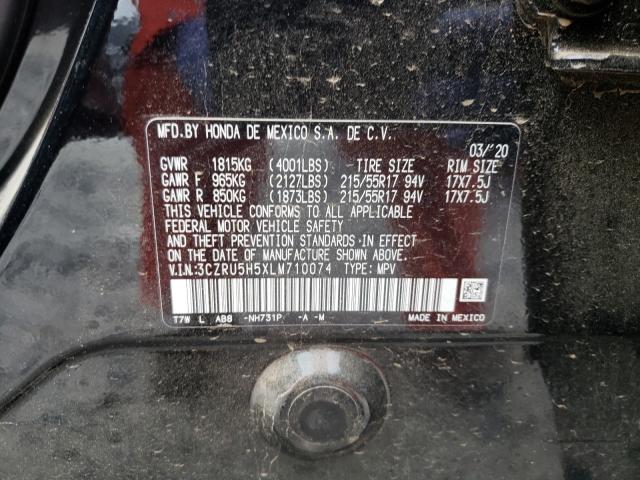 MFD.BY HONDA DE MEXICO S.A. DE C.V. 03/'20
GVWR 1815KG (4001LBS) TIRE SIZE RIM SIZE
GAWR F 965KG (2127LBS) 215/55R17 94V 17X7.5J
GAWR R 850KG (1873LBS) 215/55R17 94V 17X7.5J
THIS VEHICLE CONFORMS TO ALL APPLICABLE
FEDERAL MOTOR VEHICLE SAFETY
AND THEFT PREVENTION STANDARDS IN EFFECT
ON THE DATE OF MANUFACTURE SHOWN ABOVE.
V.I.N:3CZRU5H5XLM710074 TYPE: MPV
T7W L ABB -NH731P -A -M MADE IN MEXICO